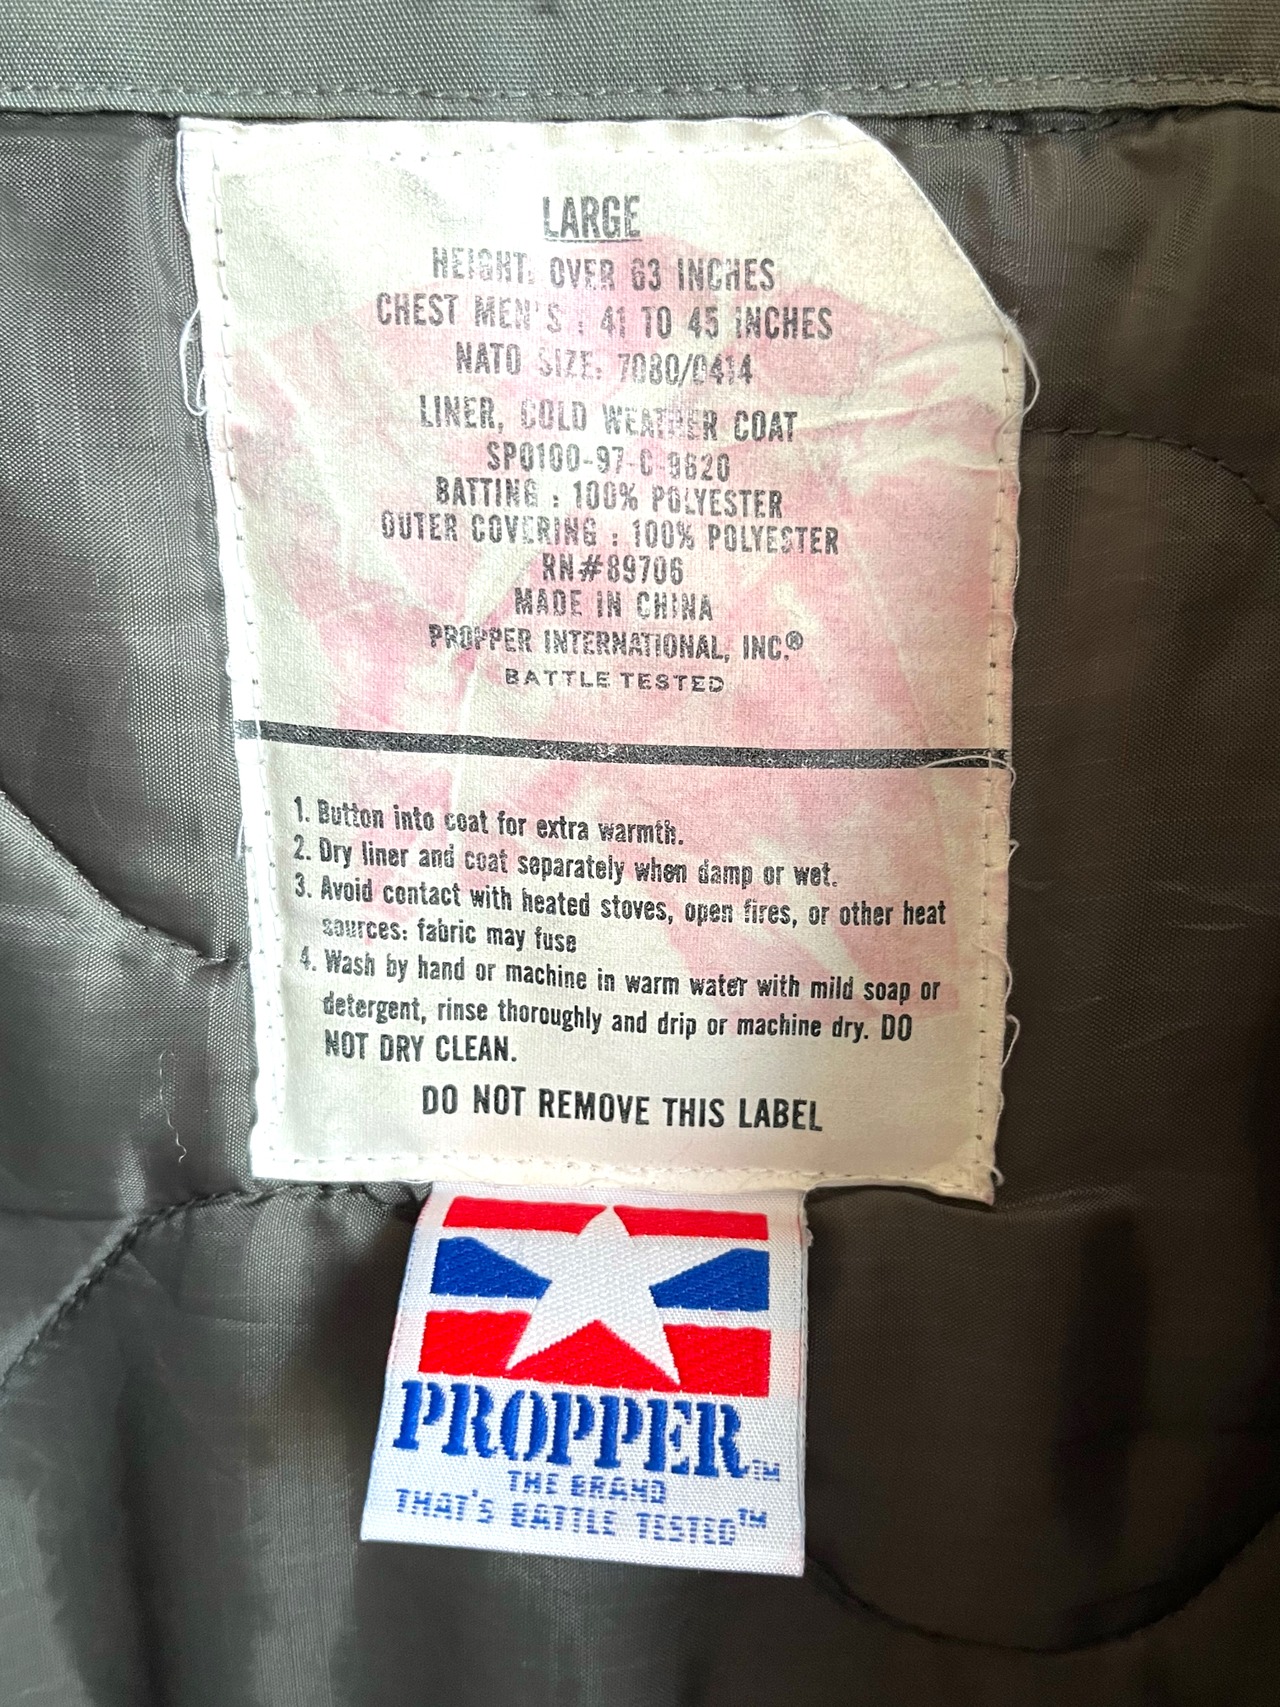 LARGE
HEIGHT: OVER 63 INCHES
CHEST MEN'S : 41 TO 45 INCHES
NATO SIZE: 7080/0414
LINER, COLD WEATHER COAT
SP0100-97-C-9620
BATTING : 100% POLYESTER
OUTER COVERING : 100% POLYESTER
RN#89706
MADE IN CHINA
PROPPER INTERNATIONAL, INC.®
BATTLE TESTED
1. Button into coat for extra warmth.
2. Dry liner and coat separately when damp or wet.
3. Avoid contact with heated stoves, open fires, or other heat
sources: fabric may fuse
4. Wash by hand or machine in warm water with mild soap or
detergent, rinse thoroughly and drip or machine dry. DO
NOT DRY CLEAN.
DO NOT REMOVE THIS LABEL
PROPPER™
THE BRAND
THAT'S BATTLE TESTED™